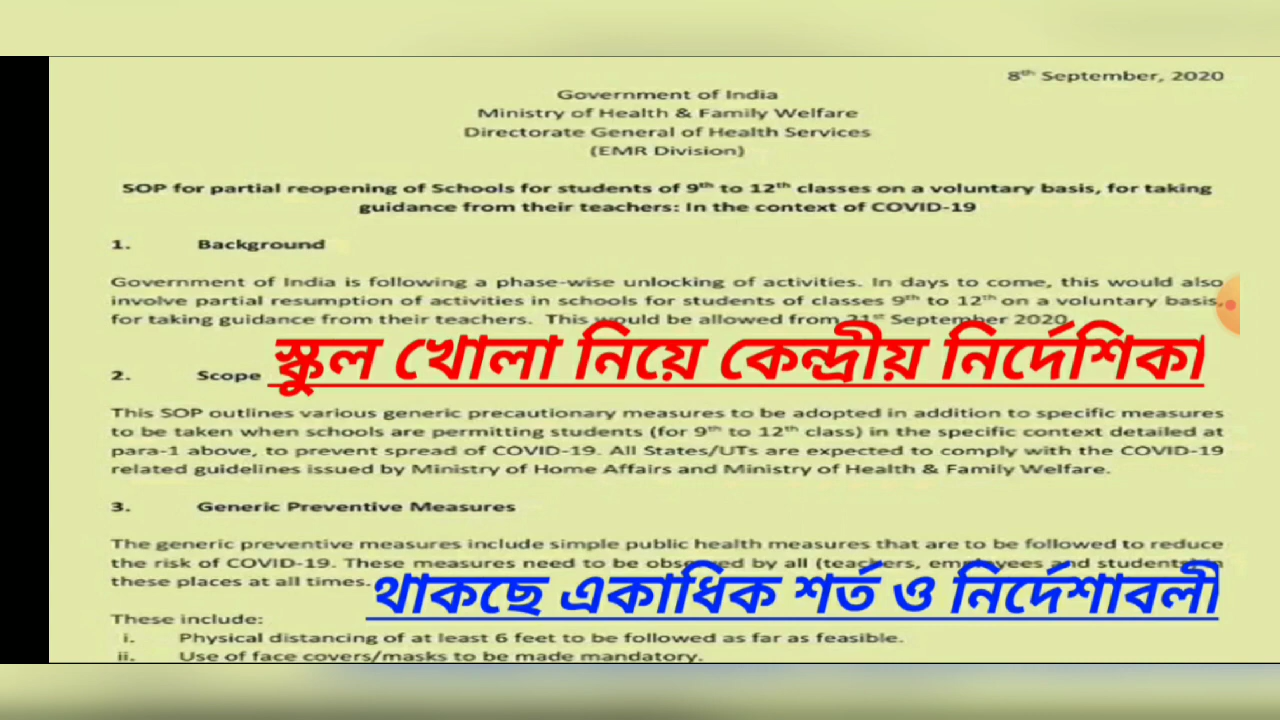 8th September, 2020
Government of India
Ministry of Health & Family Welfare
Directorate General of Health Services
(EMR Division)
SOP for partial reopening of Schools for students of 9th to 12th classes on a voluntary basis, for taking
guidance from their teachers: In the context of COVID-19
1. Background
Government of India is following a phase-wise unlocking of activities. In days to come, this would also
involve partial resumption of activities in schools for students of classes 9th to 12th on a voluntary basis,
for taking guidance from their teachers. This would be allowed from 21st September 2020.
স্কুল খোলা নিয়ে কেন্দ্রীয় নির্দেশিকা
2. Scope
This SOP outlines various generic precautionary measures to be adopted in addition to specific measures
to be taken when schools are permitting students (for 9th to 12th class) in the specific context detailed at
para-1 above, to prevent spread of COVID-19. All States/UTs are expected to comply with the COVID-19
related guidelines issued by Ministry of Home Affairs and Ministry of Health & Family Welfare.
3. Generic Preventive Measures
The generic preventive measures include simple public health measures that are to be followed to reduce
the risk of COVID-19. These measures need to be observed by all (teachers, employees and students) in
these places at all times.
থাকছে একাধিক শর্ত ও নির্দেশাবলী
These include:
i. Physical distancing of at least 6 feet to be followed as far as feasible.
ii. Use of face covers/masks to be made mandatory.